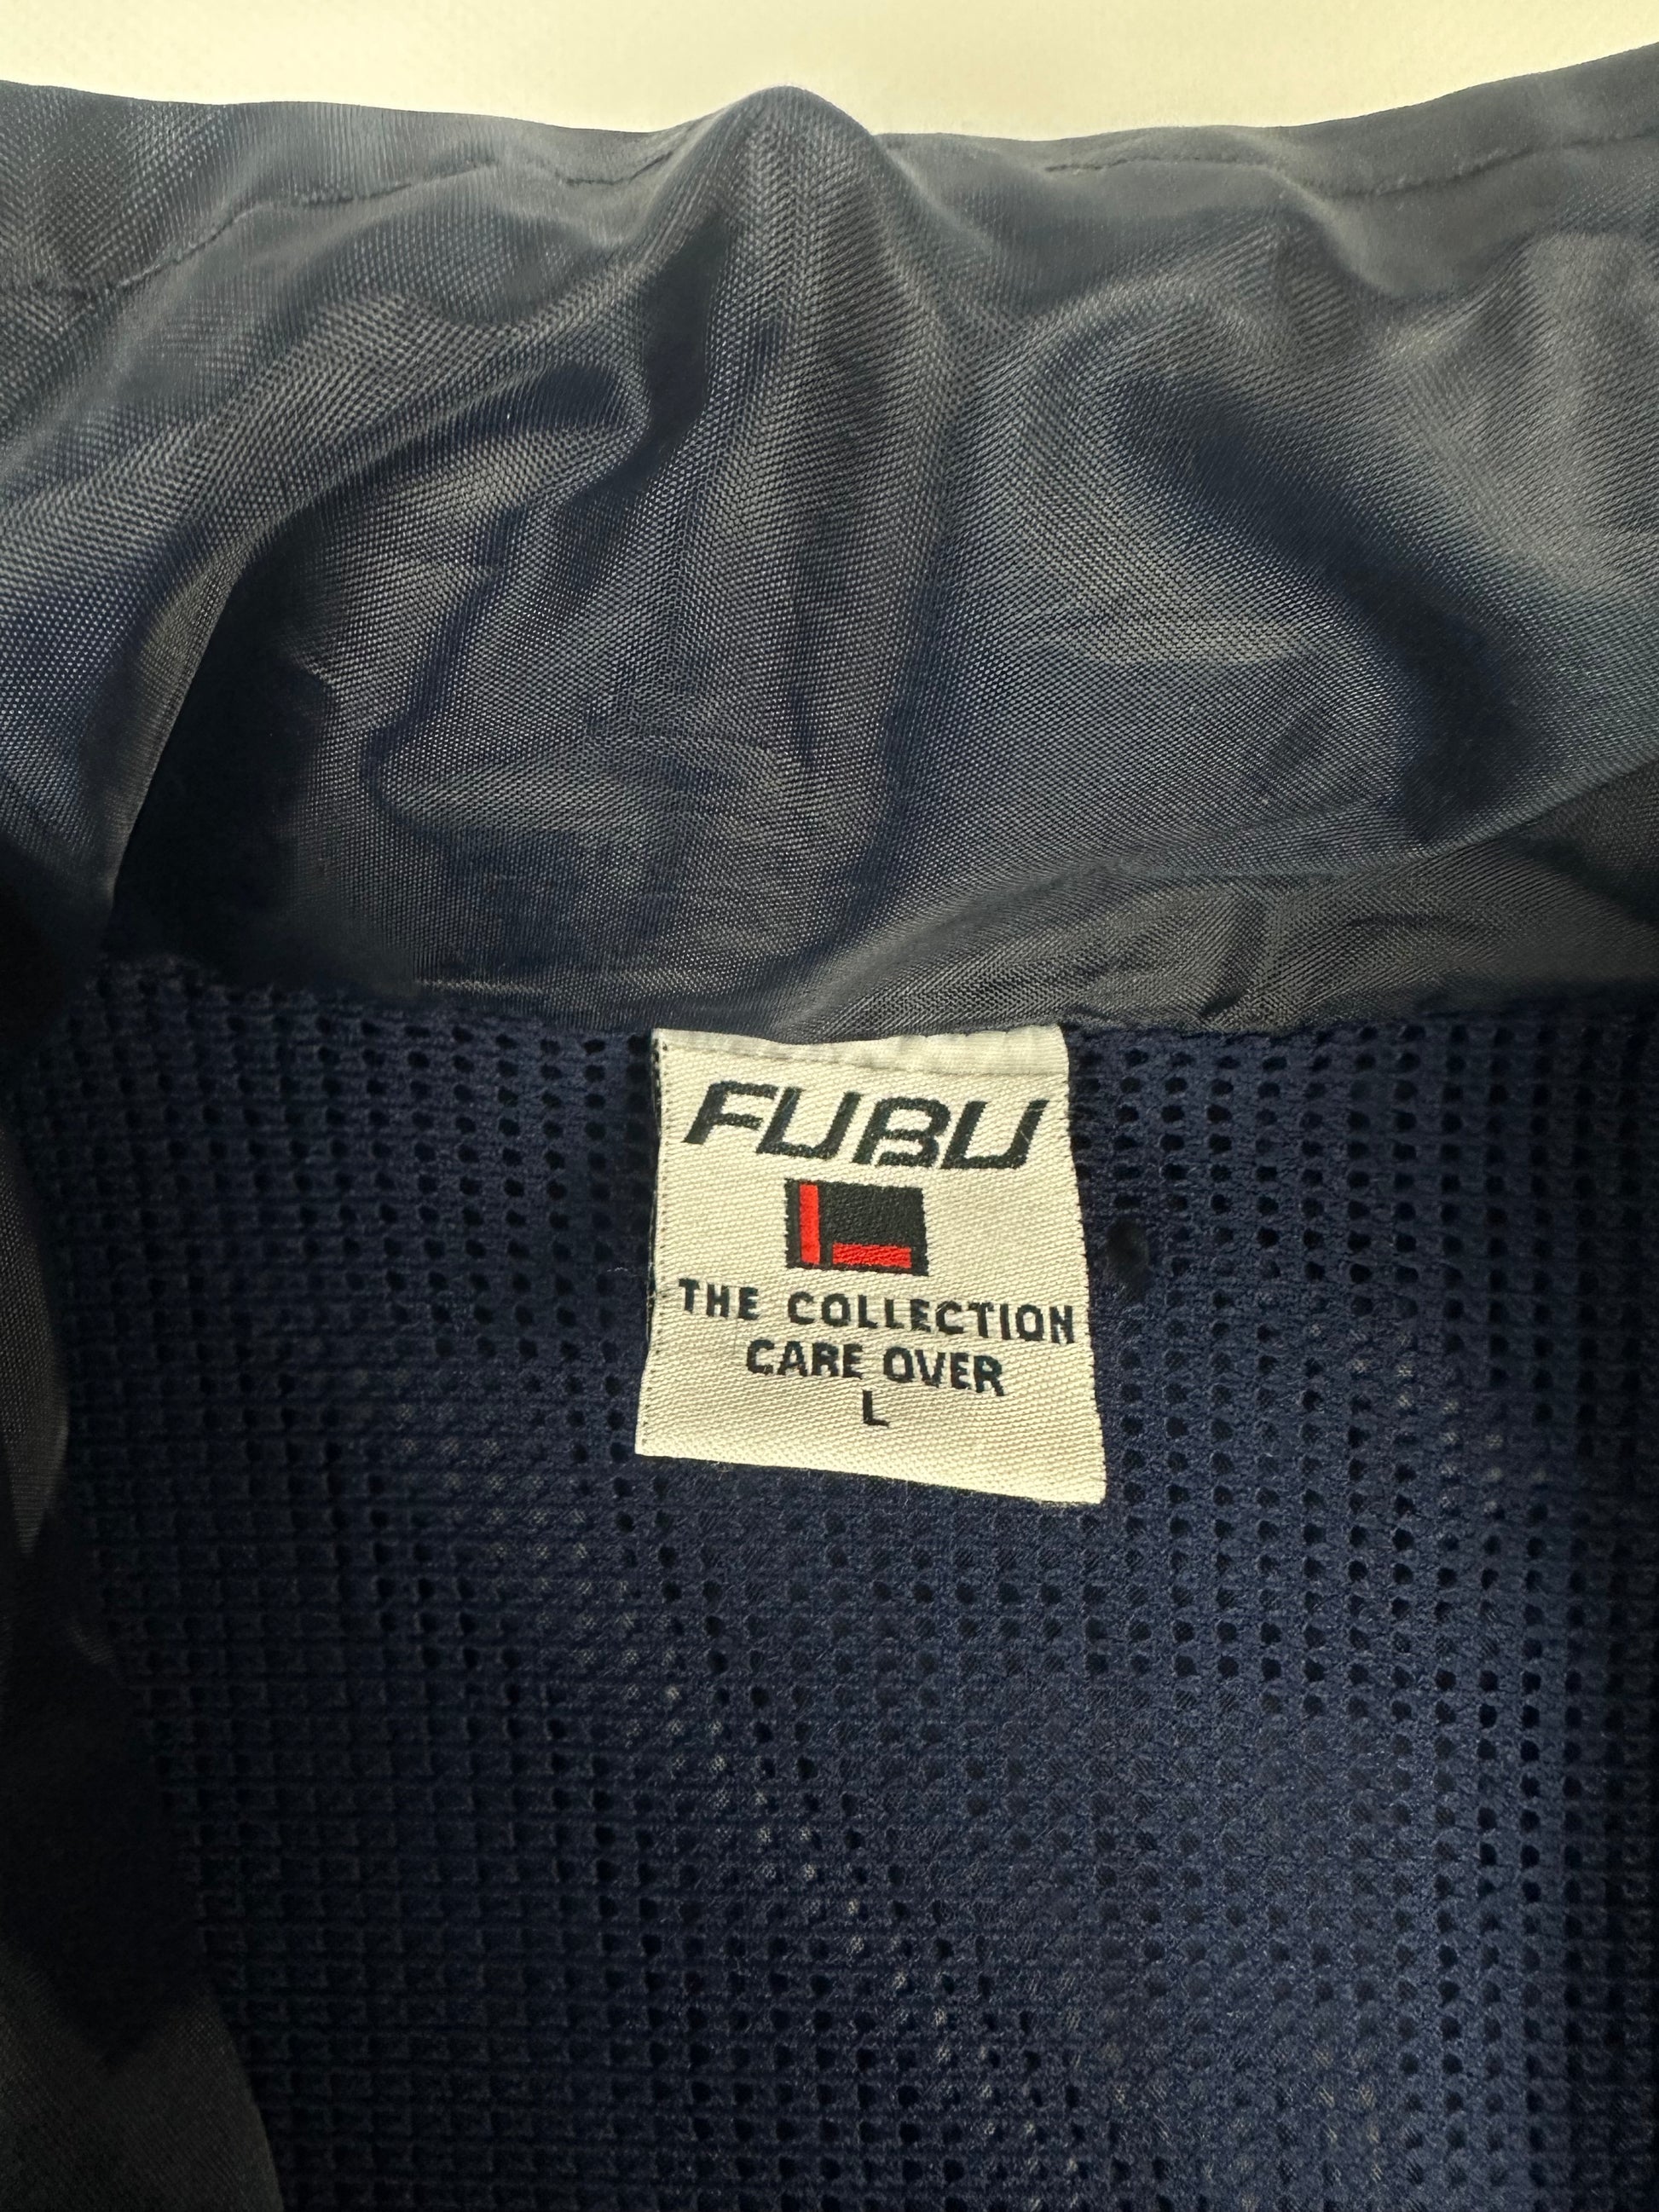 FUBU
THE COLLECTION
CARE OVER
L